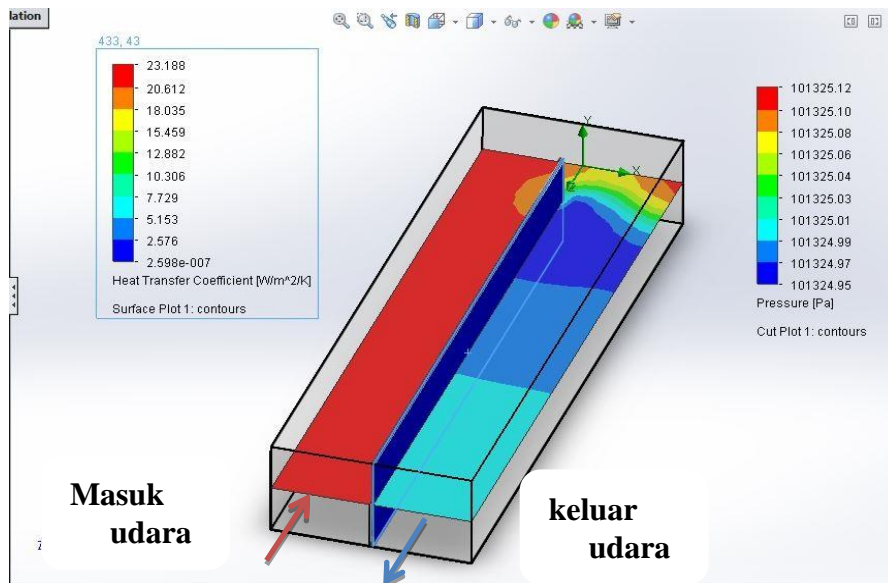 lation
433, 43
23.188
20.612
18.035
15.459
12.882
10.306
7.729
5.153
2.576
2.598e-007
Heat Transfer Coefficient [W/m^2/K]
Surface Plot 1: contours
Y
X
101325.12
101325.10
101325.08
101325.06
101325.04
101325.03
101325.01
101324.99
101324.97
101324.95
Pressure [Pa]
Cut Plot 1: contours
Masuk
udara
keluar
udara
Z